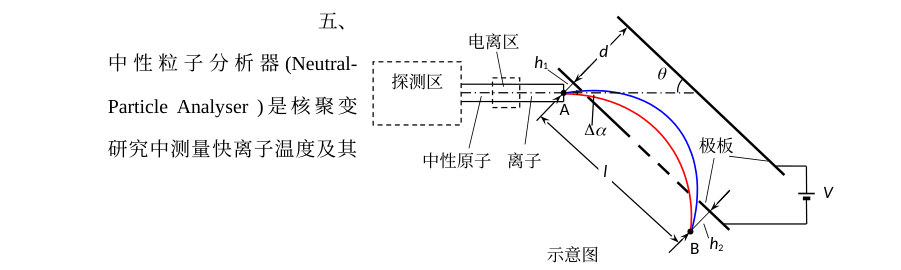 五、
中性粒子分析器(Neutral-
Particle Analyser )是核聚变
研究中测量快离子温度及其
电离区
探测区
中性原子
离子
h₁
A
d
θ
Δα
l
极板
V
h₂
B
示意图